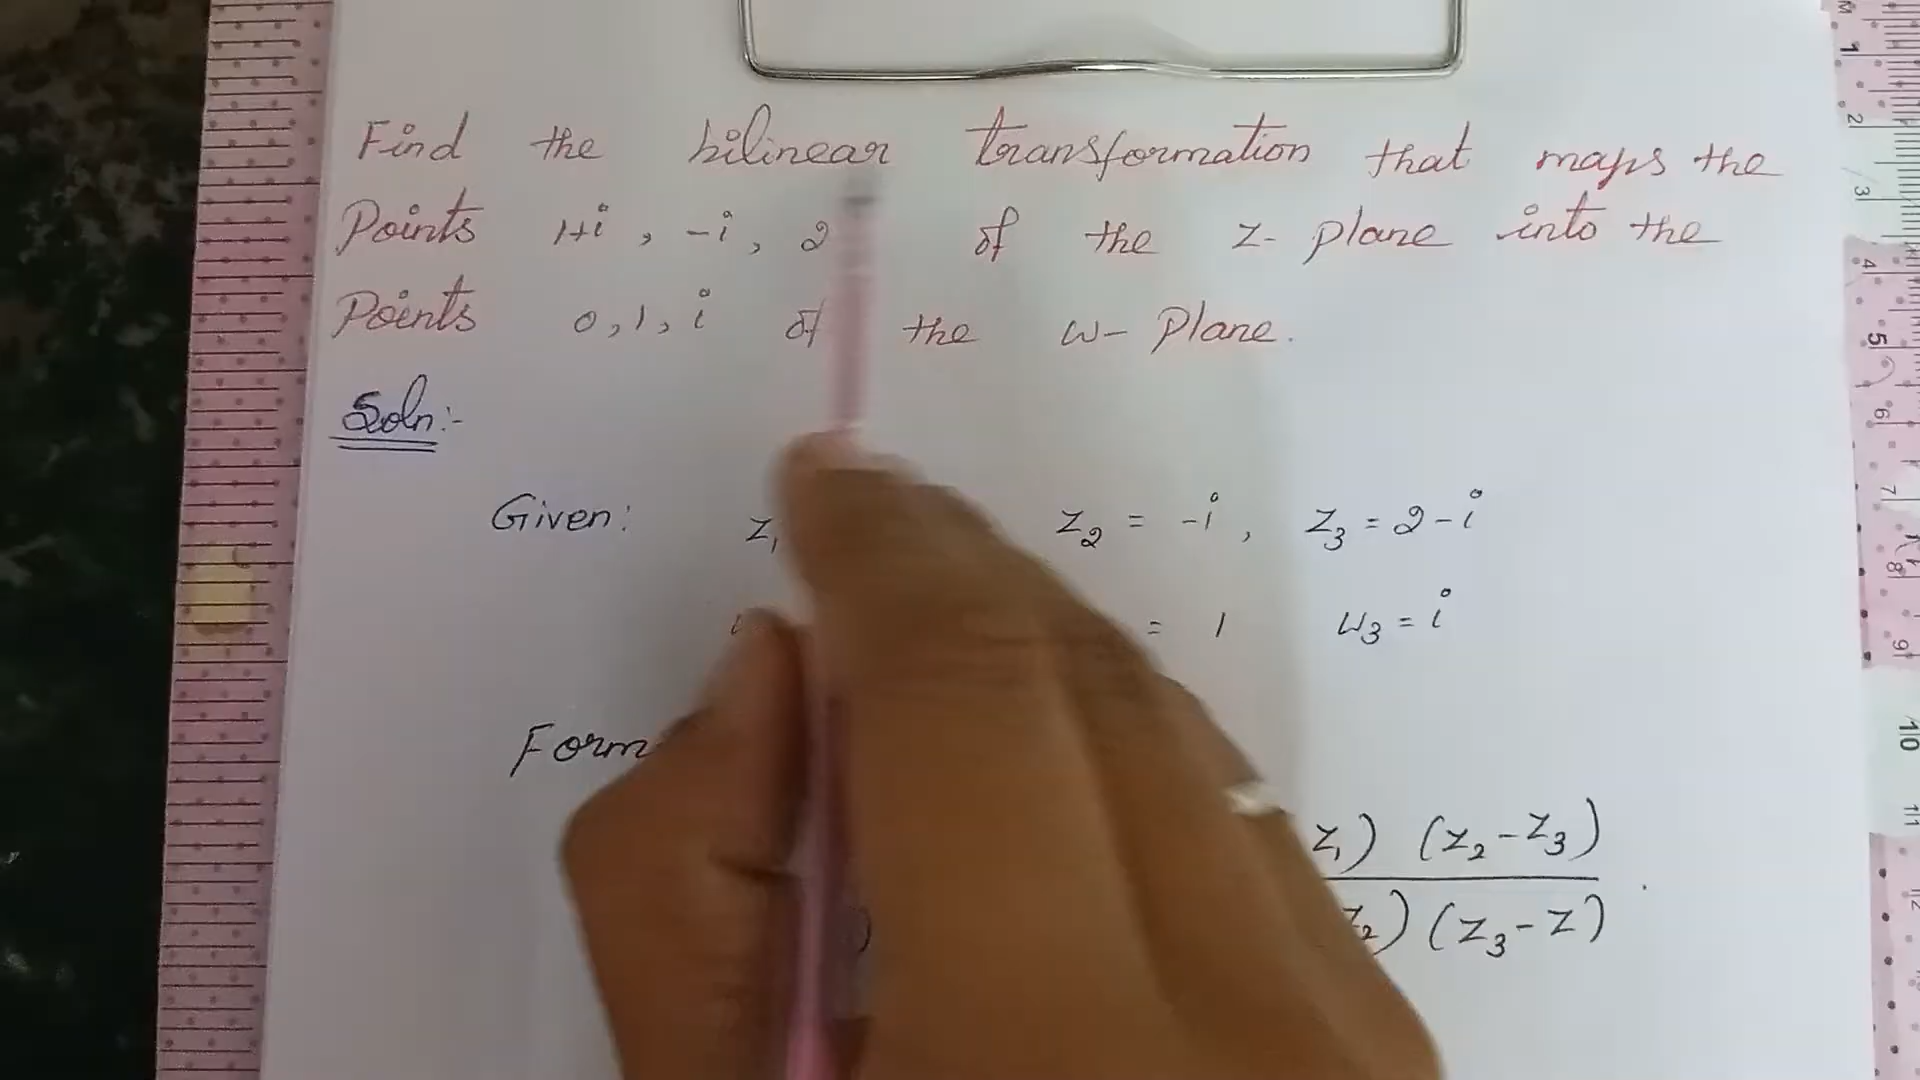 Find the bilinear transformation that maps the
Points 1+i, -i, 2 of the z-plane into the
Points 0, 1, i of the w-Plane.
Soln:-
Given: z₁ z₂ = -i, z₃ = 2-i
= 1 w₃ = i
z₁) (z₂-z₃)
z₂) (z₃-z)